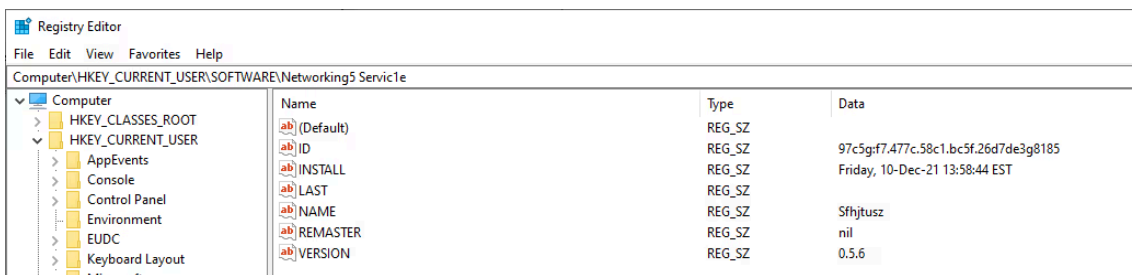 Registry Editor
File Edit View Favorites Help
Computer\HKEY_CURRENT_USER\SOFTWARE\Networking5 Servic1e
Computer
HKEY_CLASSES_ROOT
HKEY_CURRENT_USER
AppEvents
Console
Control Panel
Environment
EUDC
Keyboard Layout
Name Type Data
(Default) REG_SZ
ID REG_SZ 97c5g:f7.477c.58c1.bc5f.26d7de3g8185
INSTALL REG_SZ Friday, 10-Dec-21 13:58:44 EST
LAST REG_SZ
NAME REG_SZ Sfhjtusz
REMASTER REG_SZ nil
VERSION REG_SZ 0.5.6